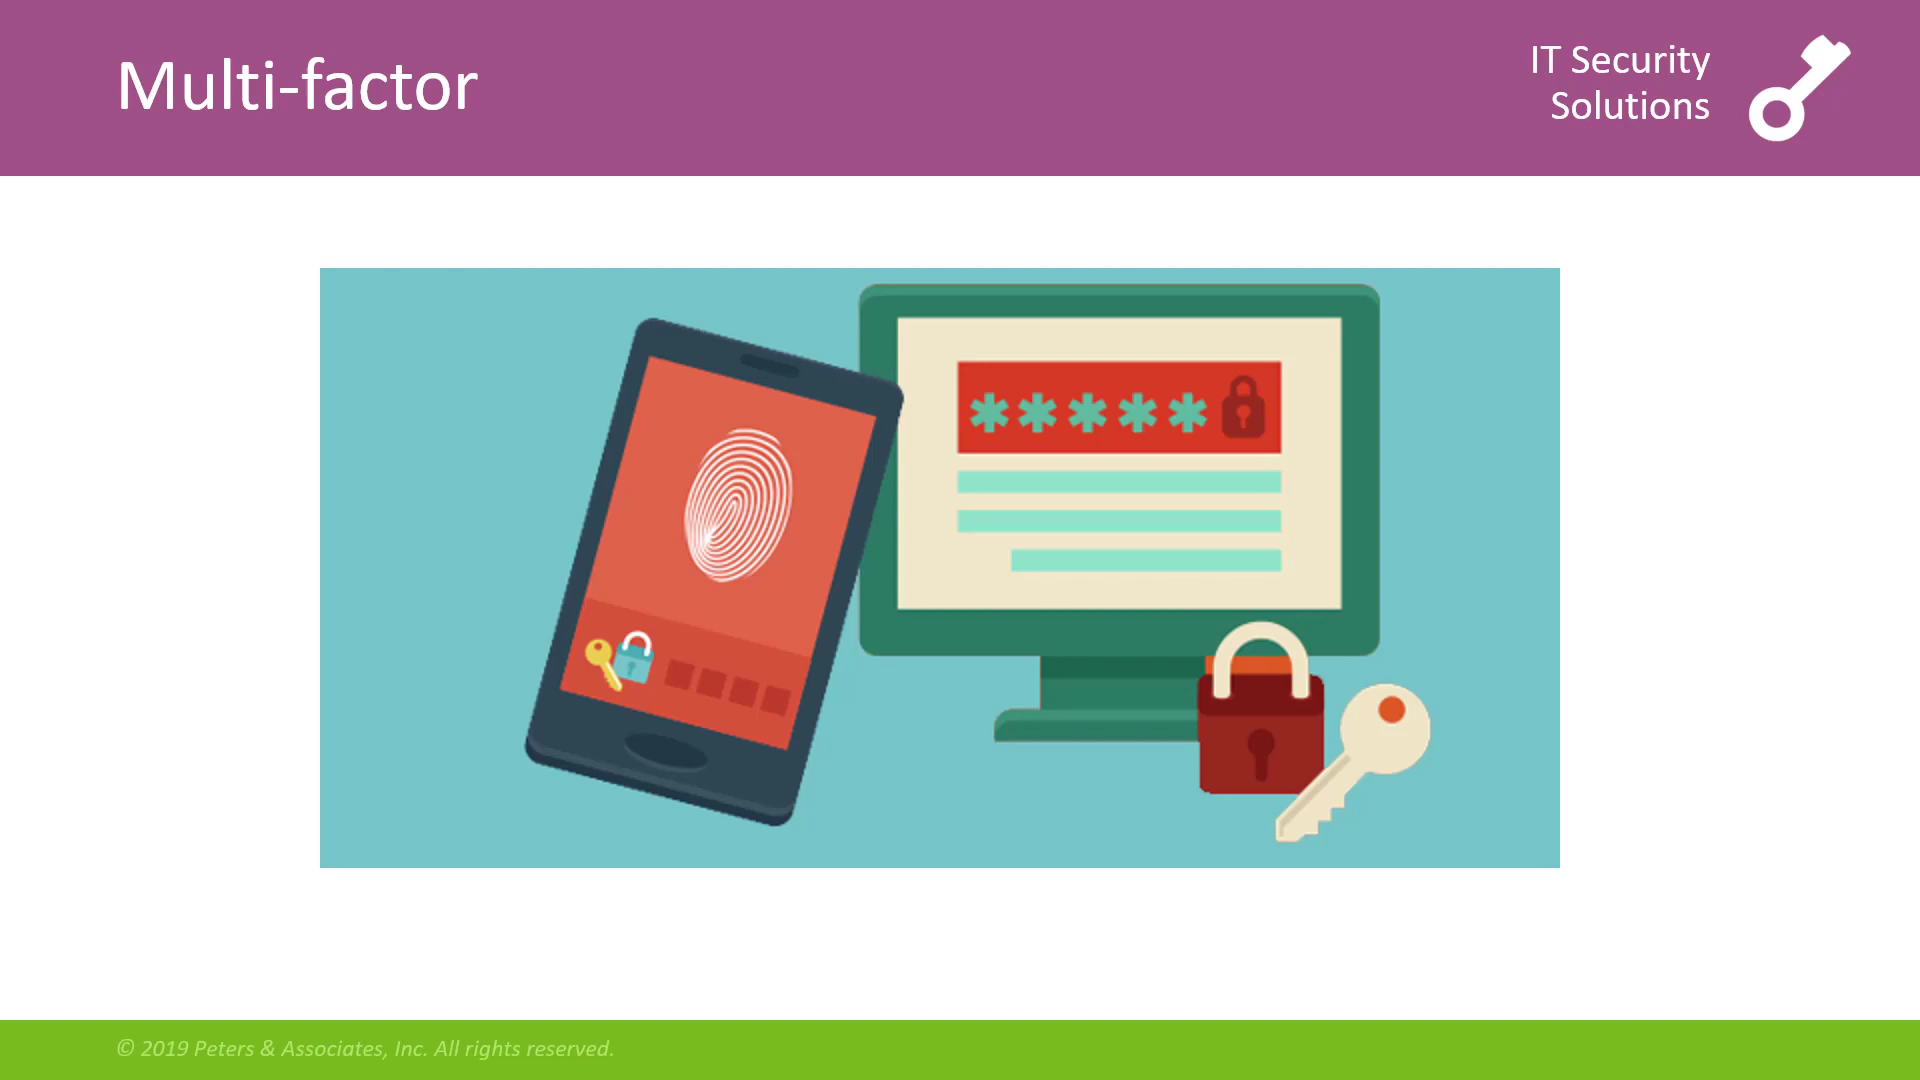 Multi-factor
IT Security
Solutions
*****
© 2019 Peters & Associates, Inc. All rights reserved.